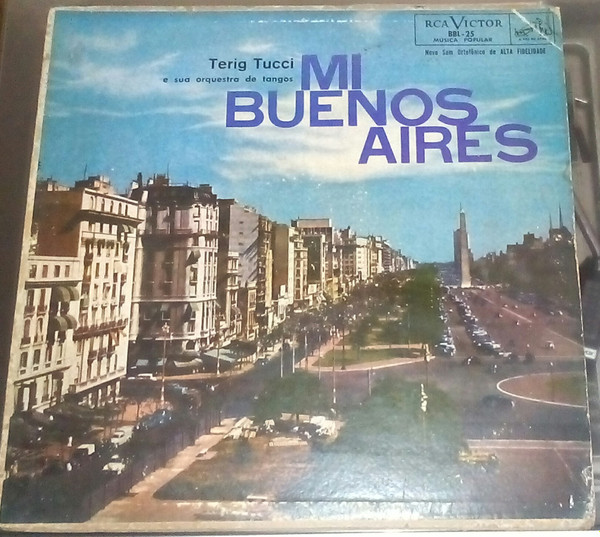 RCA VICTOR
BBL-25
MUSICA POPULAR
Novo Som Ortofônico de ALTA FIDELIDADE
Terig Tucci
e sua orquestra de tangos
MI
BUENOS
AIRES